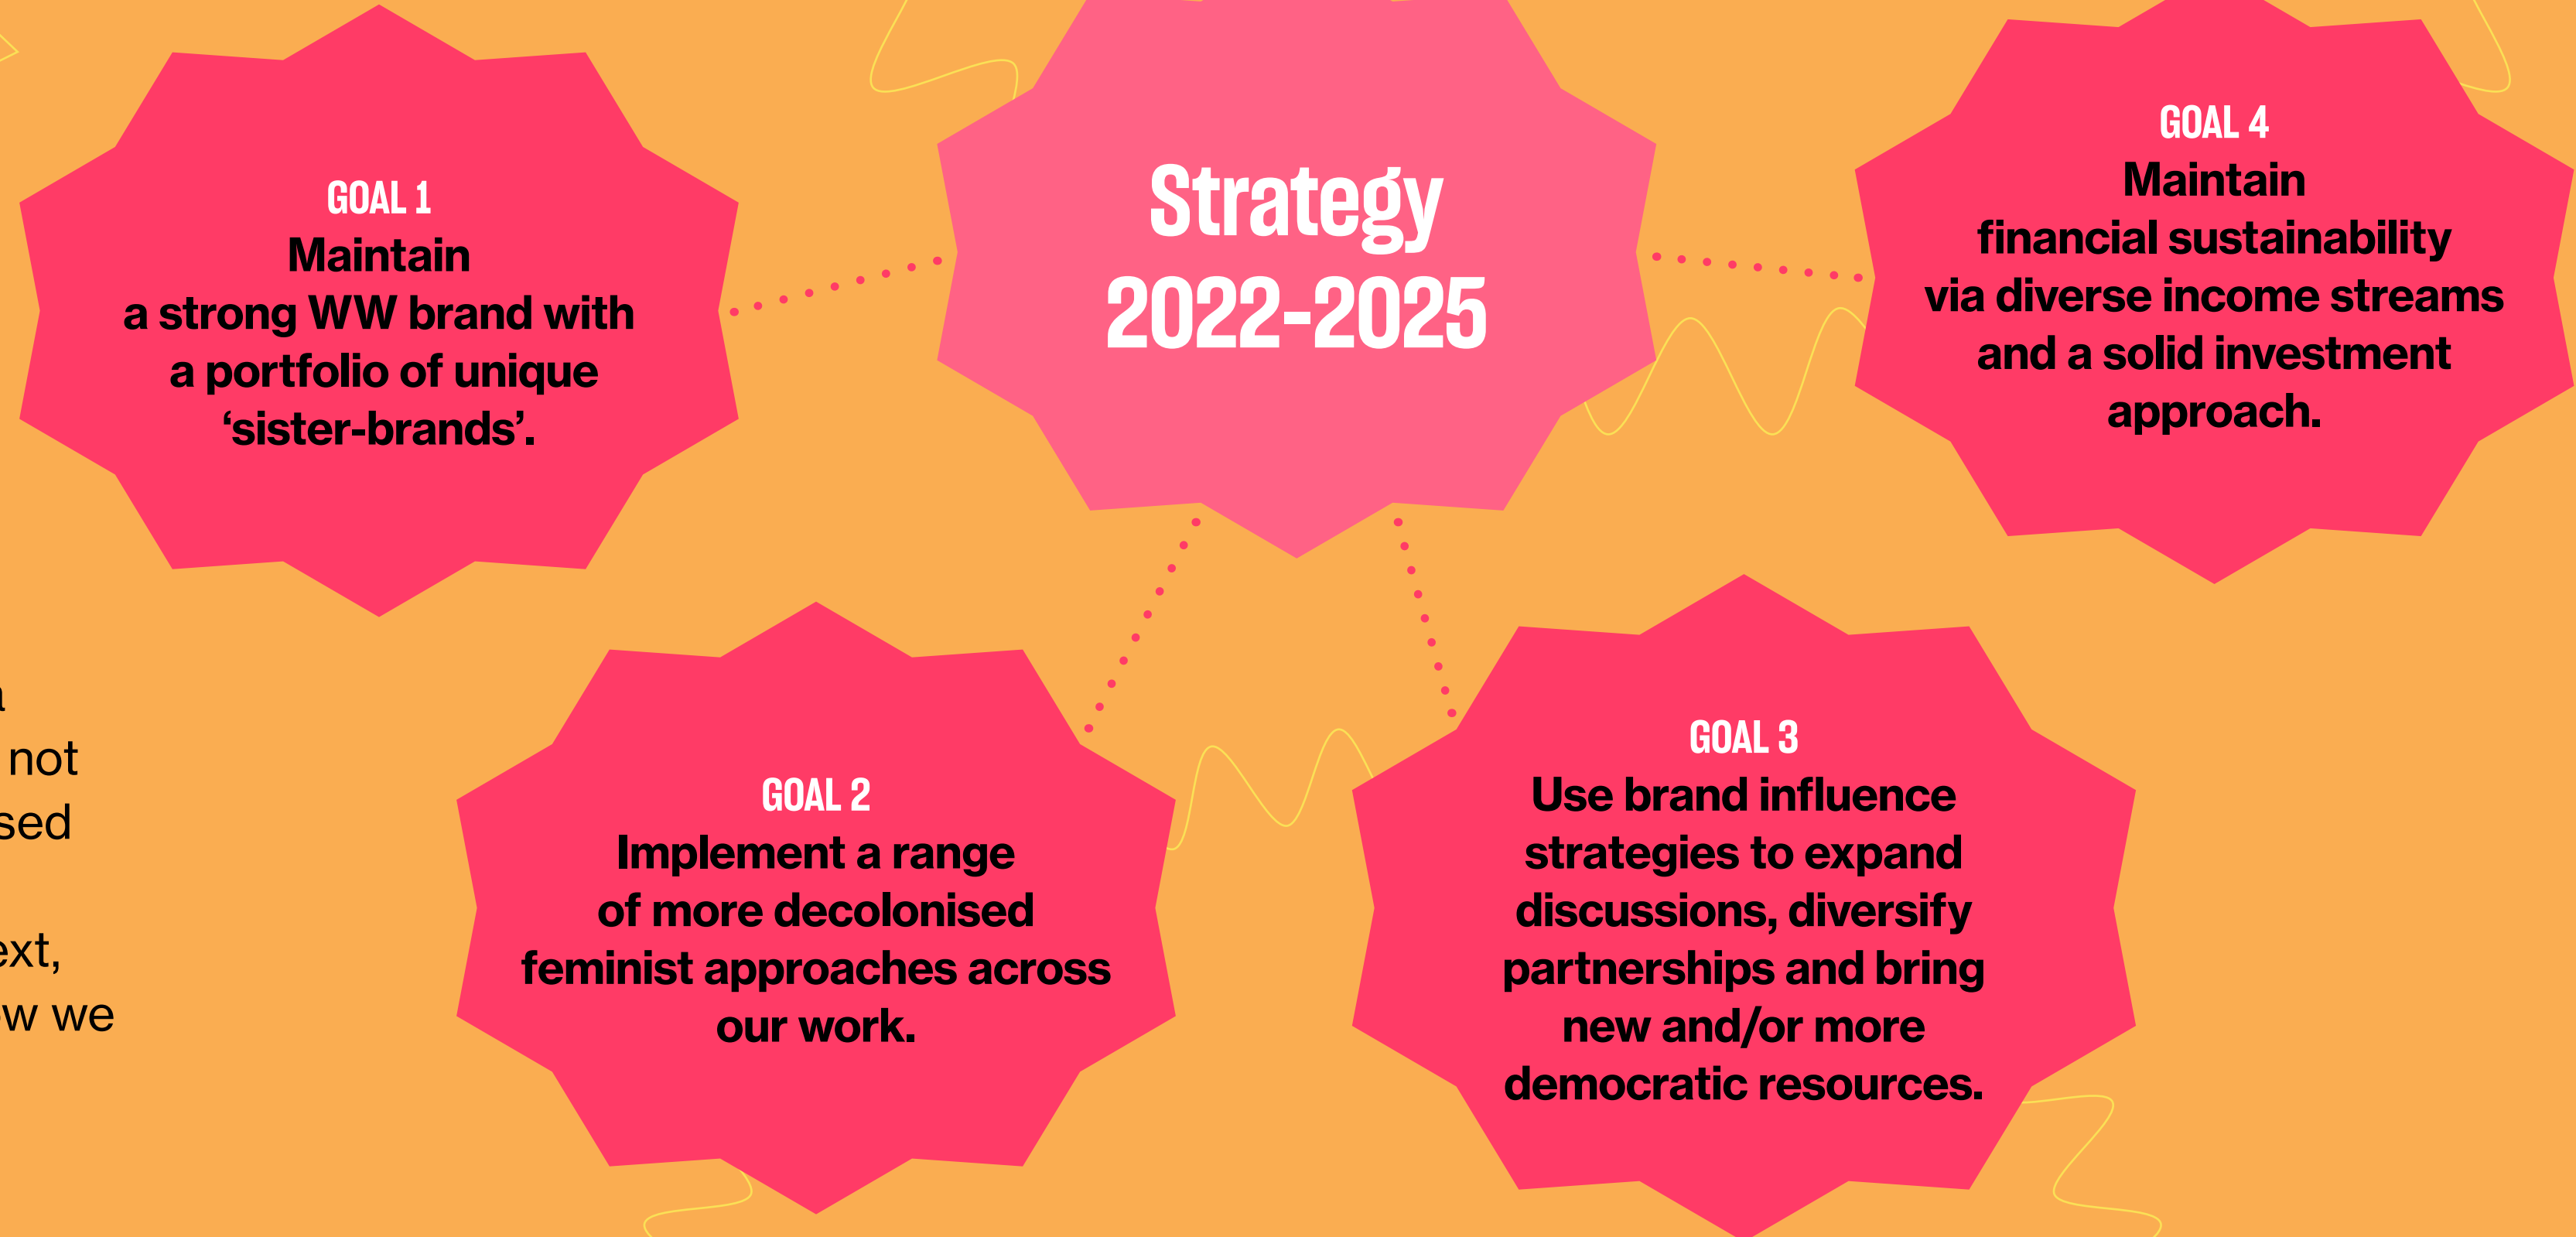 Strategy
2022-2025
GOAL 1
Maintain
a strong WW brand with
a portfolio of unique
‘sister-brands’.
GOAL 2
Implement a range
of more decolonised
feminist approaches across
our work.
GOAL 3
Use brand influence
strategies to expand
discussions, diversify
partnerships and bring
new and/or more
democratic resources.
GOAL 4
Maintain
financial sustainability
via diverse income streams
and a solid investment
approach.
not
we